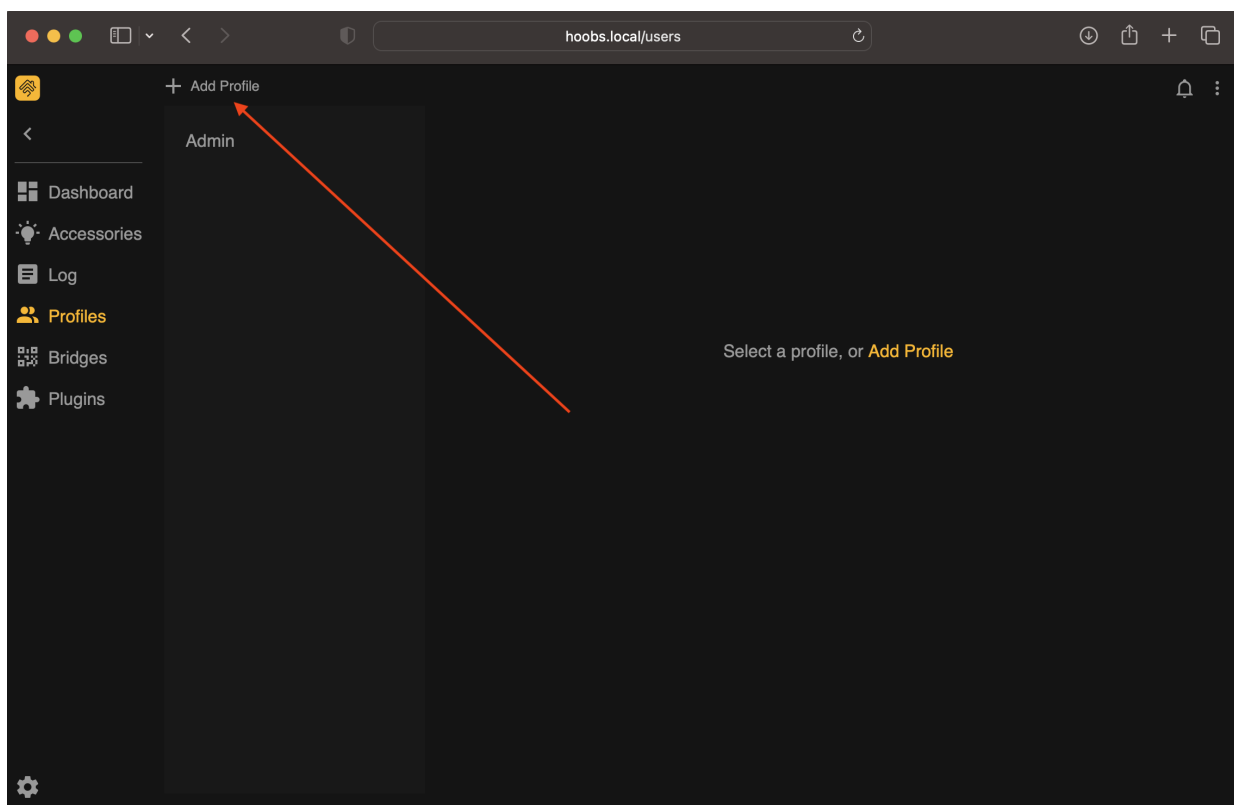 hoobs.local/users
+ Add Profile
Admin
Dashboard
Accessories
Log
Profiles
Bridges
Plugins
Select a profile, or Add Profile